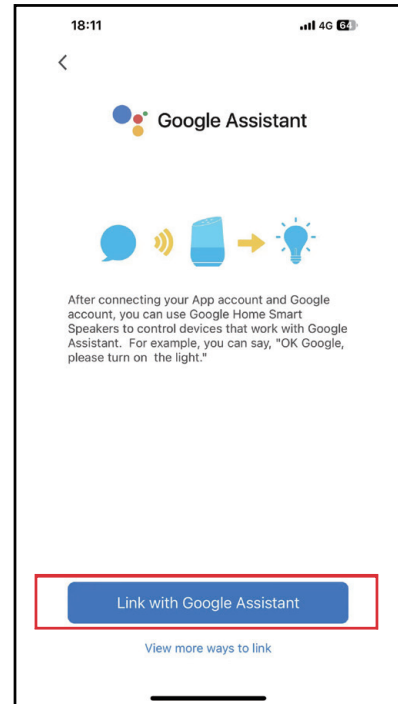 18:11 4G 64
Google Assistant
After connecting your App account and Google
account, you can use Google Home Smart
Speakers to control devices that work with Google
Assistant. For example, you can say, "OK Google,
please turn on the light."
Link with Google Assistant
View more ways to link